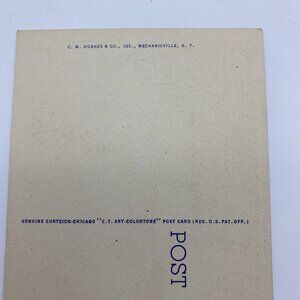 C. W. HUGHES & CO., INC., MECHANICVILLE, N. Y.
GENUINE CURTEICH-CHICAGO "C.T. ART-COLORTONE" POST CARD (REG. U.S. PAT. OFF.)
POST